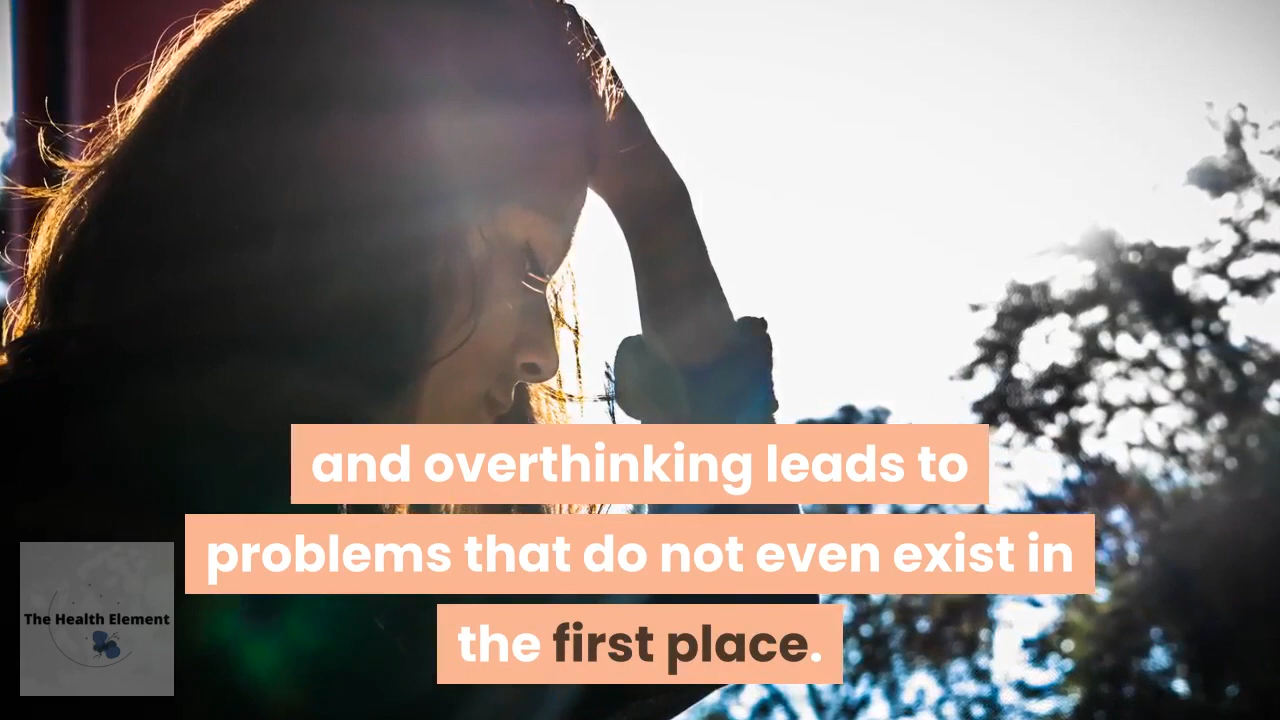 and overthinking leads to
problems that do not even exist in
the first place.
The Health Element